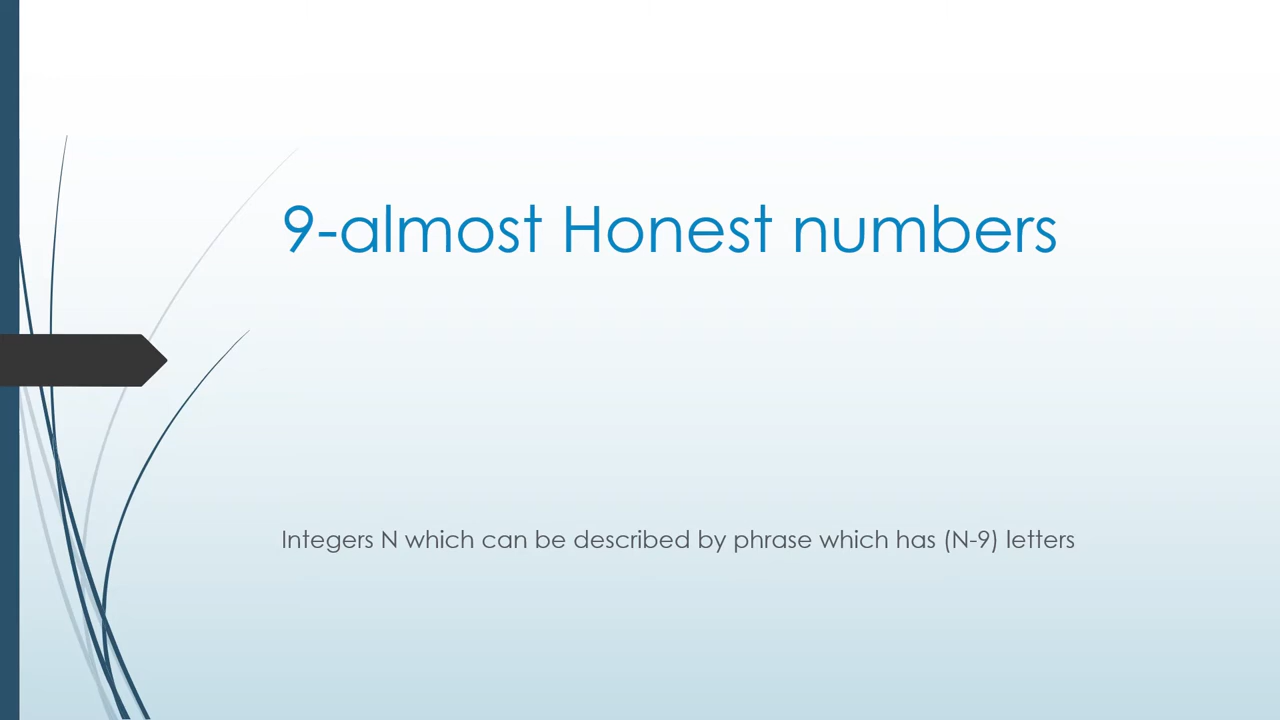 9-almost Honest numbers
Integers N which can be described by phrase which has (N-9) letters